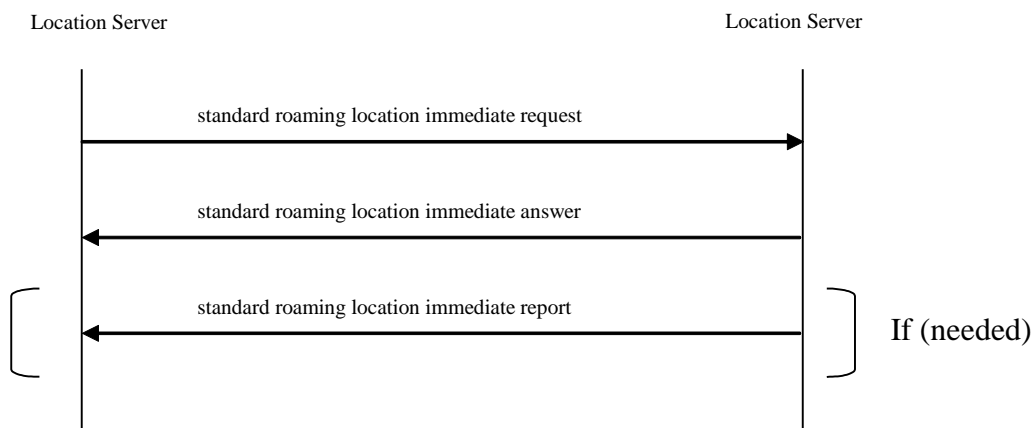 Location Server
Location Server
standard roaming location immediate request
standard roaming location immediate answer
standard roaming location immediate report
If (needed)